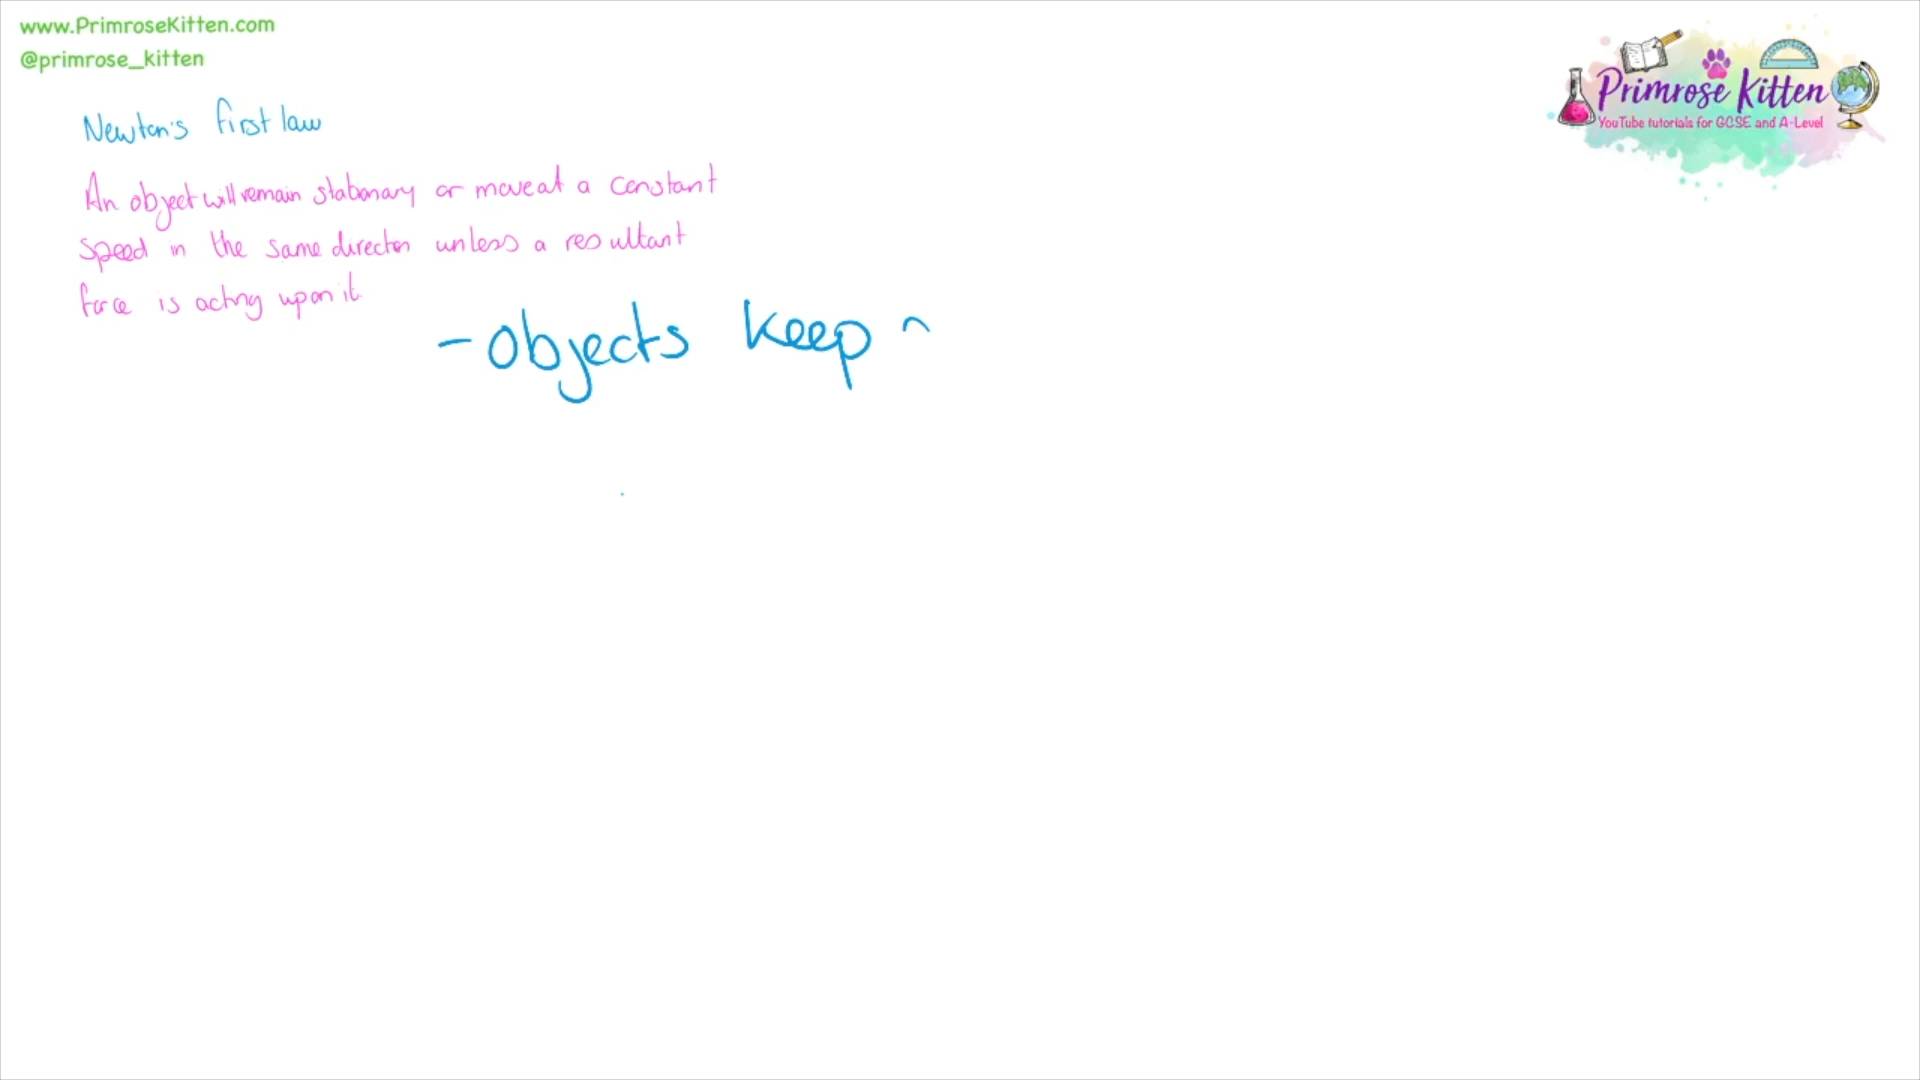 www.PrimroseKitten.com
@primrose_kitten
Primrose Kitten
YouTube tutorials for GCSE and A-Level
Newton's first law
An object will remain stationary or move at a constant
speed in the same direction unless a resultant
force is acting upon it.
- objects keep